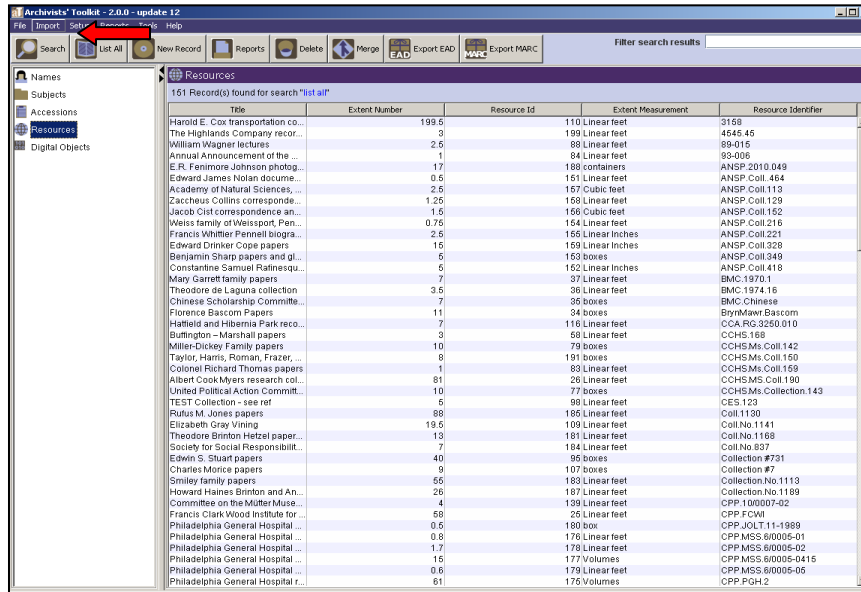 Archivists' Toolkit - 2.0.0 - update 12
File Import Setup Reports Tools Help
Search List All New Record Reports Delete Merge EAD Export EAD MARC Export MARC Filter search results
Names
Subjects
Accessions
Resources
Digital Objects
Resources
151 Record(s) found for search "list all"
Title Extent Number Resource Id Extent Measurement Resource Identifier
Harold E. Cox transportation co... 199.5 110 Linear feet 3158
The Highlands Company recor... 3 199 Linear feet 4545.45
William Wagner lectures 2.5 88 Linear feet 89-015
Annual Announcement of the ... 1 84 Linear feet 93-006
E.R. Fenimore Johnson photog... 17 188 containers ANSP.2010.049
Edward James Nolan docume... 0.5 151 Linear feet ANSP.Coll..464
Academy of Natural Sciences, ... 2.5 157 Cubic feet ANSP.Coll.113
Zaccheus Collins corresponde... 1.25 158 Linear feet ANSP.Coll.129
Jacob Cist correspondence an... 1.5 156 Cubic feet ANSP.Coll.152
Weiss family of Weissport, Pen... 0.75 154 Linear feet ANSP.Coll.216
Francis Whittier Pennell biogra... 2.5 155 Linear Inches ANSP.Coll.221
Edward Drinker Cope papers 15 159 Linear Inches ANSP.Coll.328
Benjamin Sharp papers and gl... 5 153 boxes ANSP.Coll.349
Constantine Samuel Rafinesqu... 5 152 Linear Inches ANSP.Coll.418
Mary Garrett family papers 7 37 Linear feet BMC.1970.1
Theodore de Laguna collection 3.5 36 Linear feet BMC.1974.16
Chinese Scholarship Committe... 7 35 boxes BMC.Chinese
Florence Bascom Papers 11 34 boxes BrynMawr.Bascom
Hatfield and Hibernia Park reco... 7 116 Linear feet CCA.RG.3250.010
Buffington – Marshall papers 3 58 Linear feet CCHS.168
Miller-Dickey Family papers 10 79 boxes CCHS.Ms.Coll.142
Taylor, Harris, Roman, Frazer, ... 8 191 boxes CCHS.Ms.Coll.150
Colonel Richard Thomas papers 1 83 Linear feet CCHS.Ms.Coll.159
Albert Cook Myers research col... 81 26 Linear feet CCHS.MS.Coll.190
United Political Action Committ... 10 77 boxes CCHS.Ms.Collection.143
TEST Collection - see ref 5 98 Linear feet CES.123
Rufus M. Jones papers 88 185 Linear feet Coll.1130
Elizabeth Gray Vining 19.5 109 Linear feet Coll.No.1141
Theodore Brinton Hetzel paper... 13 181 Linear feet Coll.No.1168
Society for Social Responsibilit... 7 184 Linear feet Coll.No.837
Edwin S. Stuart papers 40 95 boxes Collection #731
Charles Morice papers 9 107 boxes Collection #7
Smiley family papers 55 183 Linear feet Collection.No.1113
Howard Haines Brinton and An... 26 187 Linear feet Collection.No.1189
Committee on the Mütter Muse... 4 139 Linear feet CPP.10/0007-02
Francis Clark Wood Institute for ... 58 25 Linear feet CPP.FCWI
Philadelphia General Hospital ... 0.5 180 box CPP.JOLT.11-1989
Philadelphia General Hospital ... 0.8 176 Linear feet CPP.MSS.6/0005-01
Philadelphia General Hospital ... 1.7 178 Linear feet CPP.MSS.6/0005-02
Philadelphia General Hospital ... 15 177 Volumes CPP.MSS.6/0005-0415
Philadelphia General Hospital ... 0.6 179 Linear feet CPP.MSS.6/0005-05
Philadelphia General Hospital r... 61 175 Volumes CPP.PGH.2